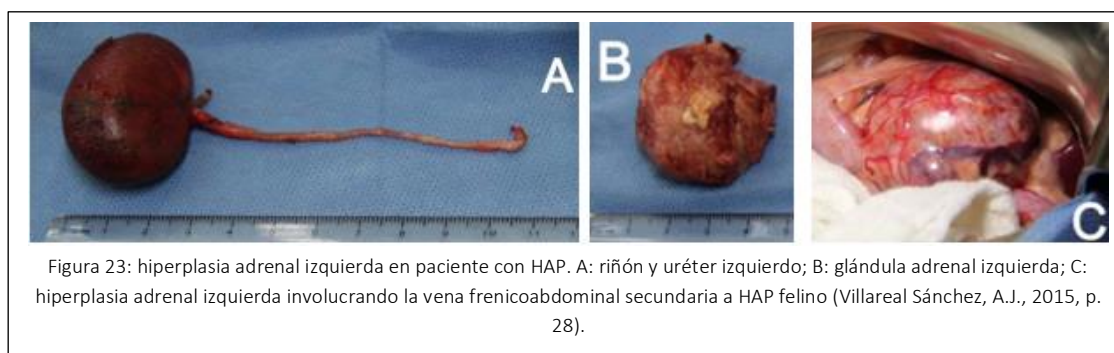 A
B
C
Figura 23: hiperplasia adrenal izquierda en paciente con HAP. A: riñón y uréter izquierdo; B: glándula adrenal izquierda; C:
hiperplasia adrenal izquierda involucrando la vena frenicoabdominal secundaria a HAP felino (Villareal Sánchez, A.J., 2015, p.
28).